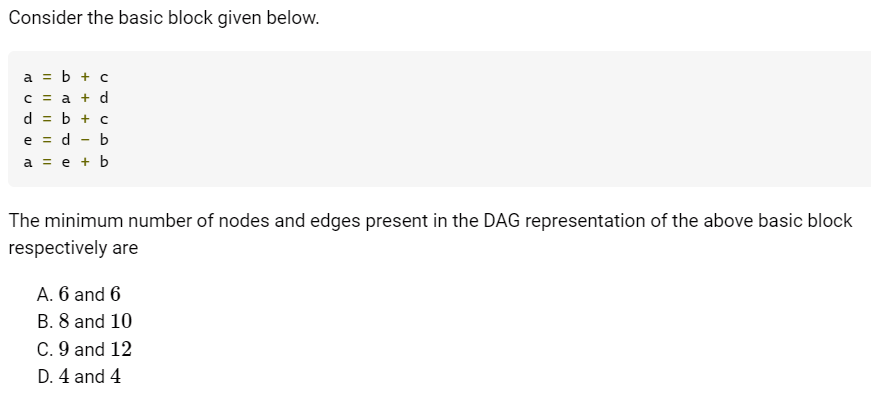 Consider the basic block given below.
a = b + c
c = a + d
d = b + c
e = d - b
a = e + b
The minimum number of nodes and edges present in the DAG representation of the above basic block
respectively are
A. 6 and 6
B. 8 and 10
C. 9 and 12
D. 4 and 4